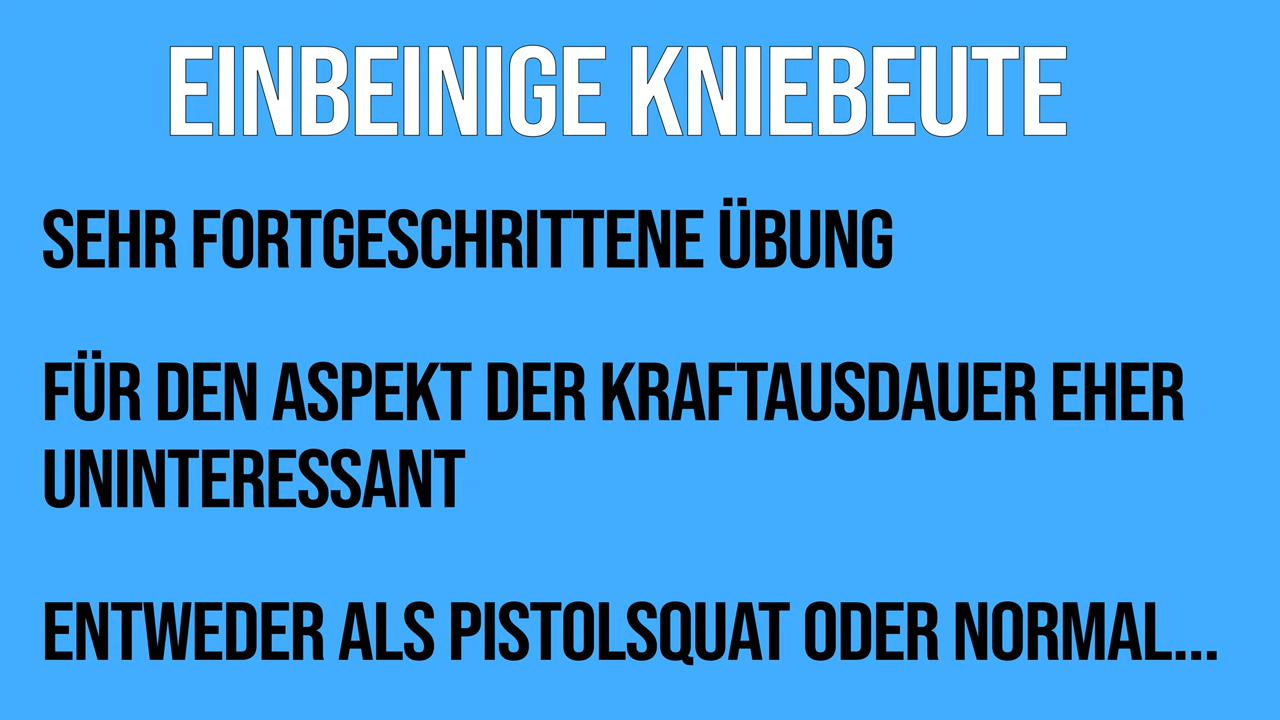 EINBEINIGE KNIEBEUTE
SEHR FORTGESCHRITTENE ÜBUNG
FÜR DEN ASPEKT DER KRAFTAUSDAUER EHER
UNINTERESSANT
ENTWEDER ALS PISTOLSQUAT ODER NORMAL...